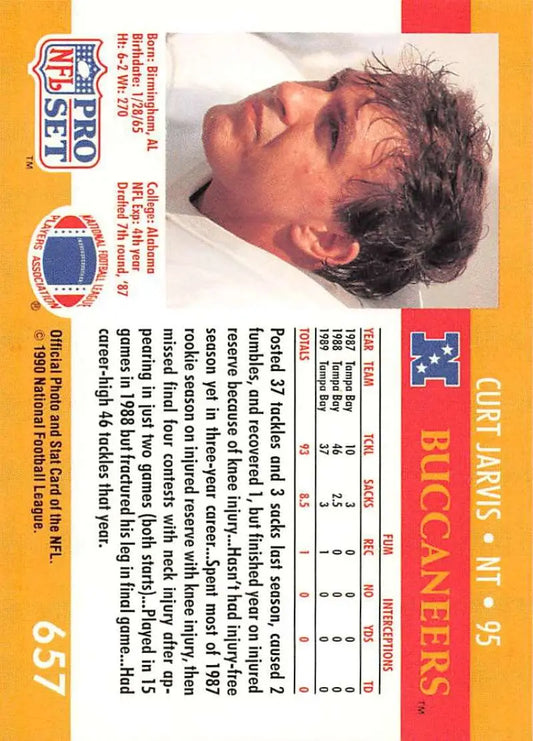 CURT JARVIS • NT • 95
BUCCANEERS™
Born: Birmingham, AL
Birthdate: 1/28/65
Ht: 6-2 Wt: 270
College: Alabama
NFL Exp: 4th year
Drafted 7th round, '87
FUM INTERCEPTIONS
YEAR TEAM TCKL SACKS REC NO YDS TD
1987 Tampa Bay 10 3 0 0 0 0
1988 Tampa Bay 46 2.5 0 0 0 0
1989 Tampa Bay 37 3 1 0 0 0
TOTALS 93 8.5 1 0 0 0
Posted 37 tackles and 3 sacks last season, caused 2
fumbles, and recovered 1, but finished year on injured
reserve because of knee injury...Hasn't had injury-free
season yet in three-year career...Spent most of 1987
rookie season on injured reserve with knee injury, then
missed final four contests with neck injury after ap-
pearing in just two games (both starts)...Played in 15
games in 1988 but fractured his leg in final game...Had
career-high 46 tackles that year.
PRO
NFL
SET
™
NATIONAL FOOTBALL LEAGUE
PLAYERS ASSOCIATION
®
Official Photo and Stat Card of the NFL.
© 1990 National Football League.
657